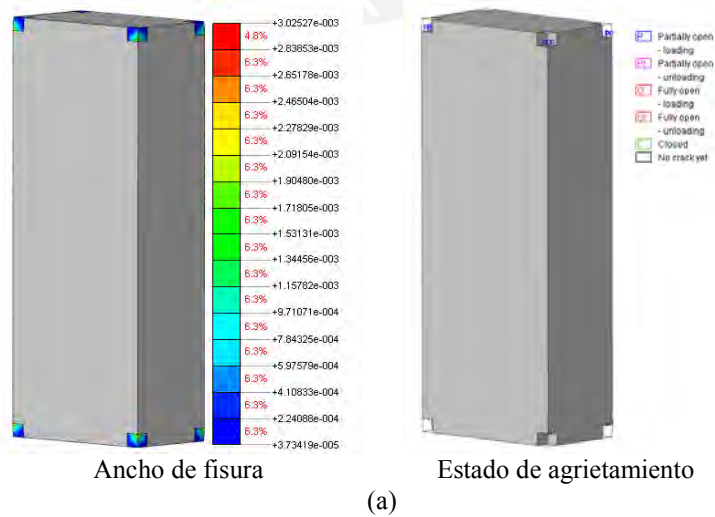 +3.02527e-003
4.8%
+2.83853e-003
6.3%
+2.65178e-003
6.3%
+2.46504e-003
6.3%
+2.27829e-003
6.3%
+2.09154e-003
6.3%
+1.90480e-003
6.3%
+1.71805e-003
6.3%
+1.53131e-003
6.3%
+1.34456e-003
6.3%
+1.15782e-003
6.3%
+9.71071e-004
6.3%
+7.84325e-004
6.3%
+5.97579e-004
6.3%
+4.10833e-004
6.3%
+2.24088e-004
6.3%
+3.73419e-005
P Partially open
- loading
Partially open
- unloading
Fully open
- loading
Fully open
- unloading
Closed
No crack yet
Ancho de fisura
Estado de agrietamiento
(a)